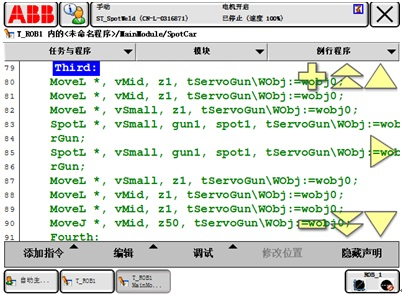 ABB
手动
ST_SpotWeld (CN-L-0316871)
电机开启
已停止 (速度 100%)
T_ROB1 内的<未命名程序>/MainModule/SpotCar
任务与程序
模块
例行程序
79 Third:
80 MoveL *, vMid, z1, tServoGun\WObj:=wobj0;
81 MoveL *, vMid, z1, tServoGun\WObj:=wobj0;
82 MoveL *, vSmall, z1, tServoGun\WObj:=wobj0;
83 SpotL *, vSmall, gun1, spot1, tServoGun\WObj:=wob
84 rGun;
85 SpotL *, vSmall, gun1, spot1, tServoGun\WObj:=wob
86 rGun;
87 MoveL *, vSmall, z1, tServoGun\WObj:=wobj0;
88 MoveL *, vMid, z1, tServoGun\WObj:=wobj0;
89 MoveL *, vMid, z1, tServoGun\WObj:=wobj0;
90 MoveJ *, vMid, z50, tServoGun\WObj:=wobj0;
91 Fourth:
添加指令
编辑
调试
修改位置
隐藏声明
自动生...
T_ROB1
T_ROB1
MainMo...
ROB_1